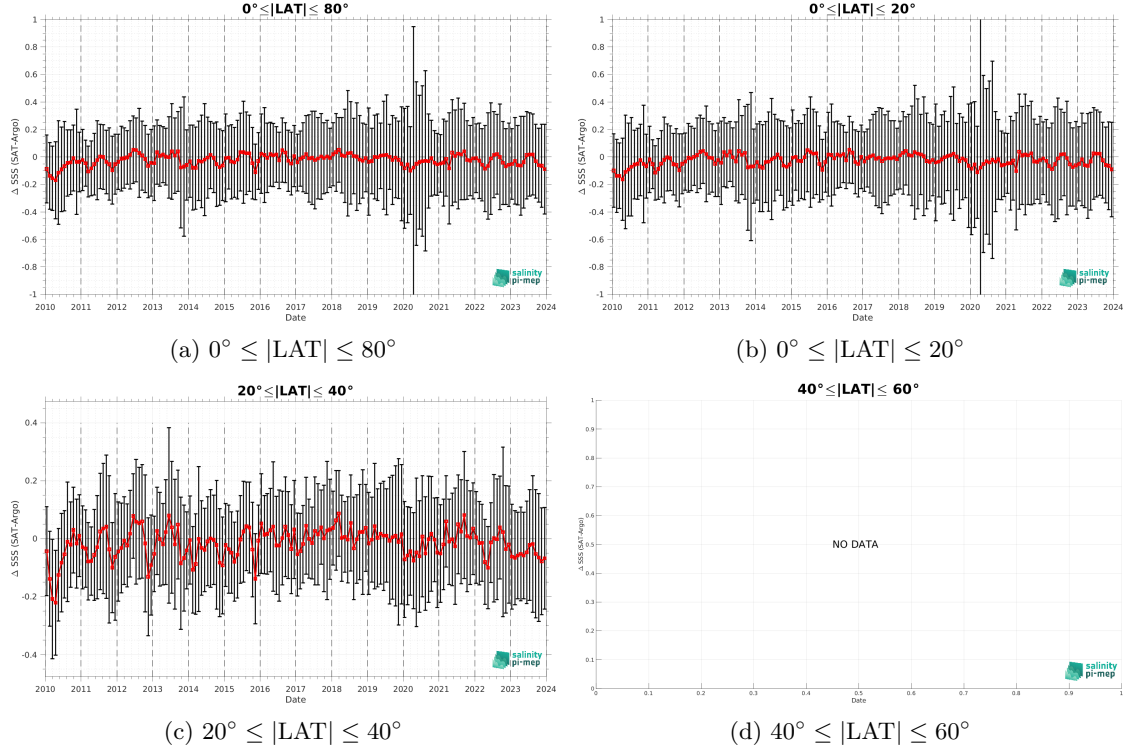 0°≤|LAT|≤ 80°
1
0.8
0.6
0.4
0.2
0
-0.2
-0.4
-0.6
-0.8
-1
Δ SSS (SAT-Argo)
2010 2011 2012 2013 2014 2015 2016 2017 2018 2019 2020 2021 2022 2023 2024
Date
salinity
pi-mep
(a) 0° ≤ |LAT| ≤ 80°
0°≤|LAT|≤ 20°
1
0.8
0.6
0.4
0.2
0
-0.2
-0.4
-0.6
-0.8
-1
Δ SSS (SAT-Argo)
2010 2011 2012 2013 2014 2015 2016 2017 2018 2019 2020 2021 2022 2023 2024
Date
salinity
pi-mep
(b) 0° ≤ |LAT| ≤ 20°
20°≤|LAT|≤ 40°
0.4
0.2
0
-0.2
-0.4
Δ SSS (SAT-Argo)
2010 2011 2012 2013 2014 2015 2016 2017 2018 2019 2020 2021 2022 2023 2024
Date
salinity
pi-mep
(c) 20° ≤ |LAT| ≤ 40°
40°≤|LAT|≤ 60°
1
0.9
0.8
0.7
0.6
0.5
0.4
0.3
0.2
0.1
0
Δ SSS (SAT-Argo)
NO DATA
0 0.1 0.2 0.3 0.4 0.5 0.6 0.7 0.8 0.9 1
Date
salinity
pi-mep
(d) 40° ≤ |LAT| ≤ 60°